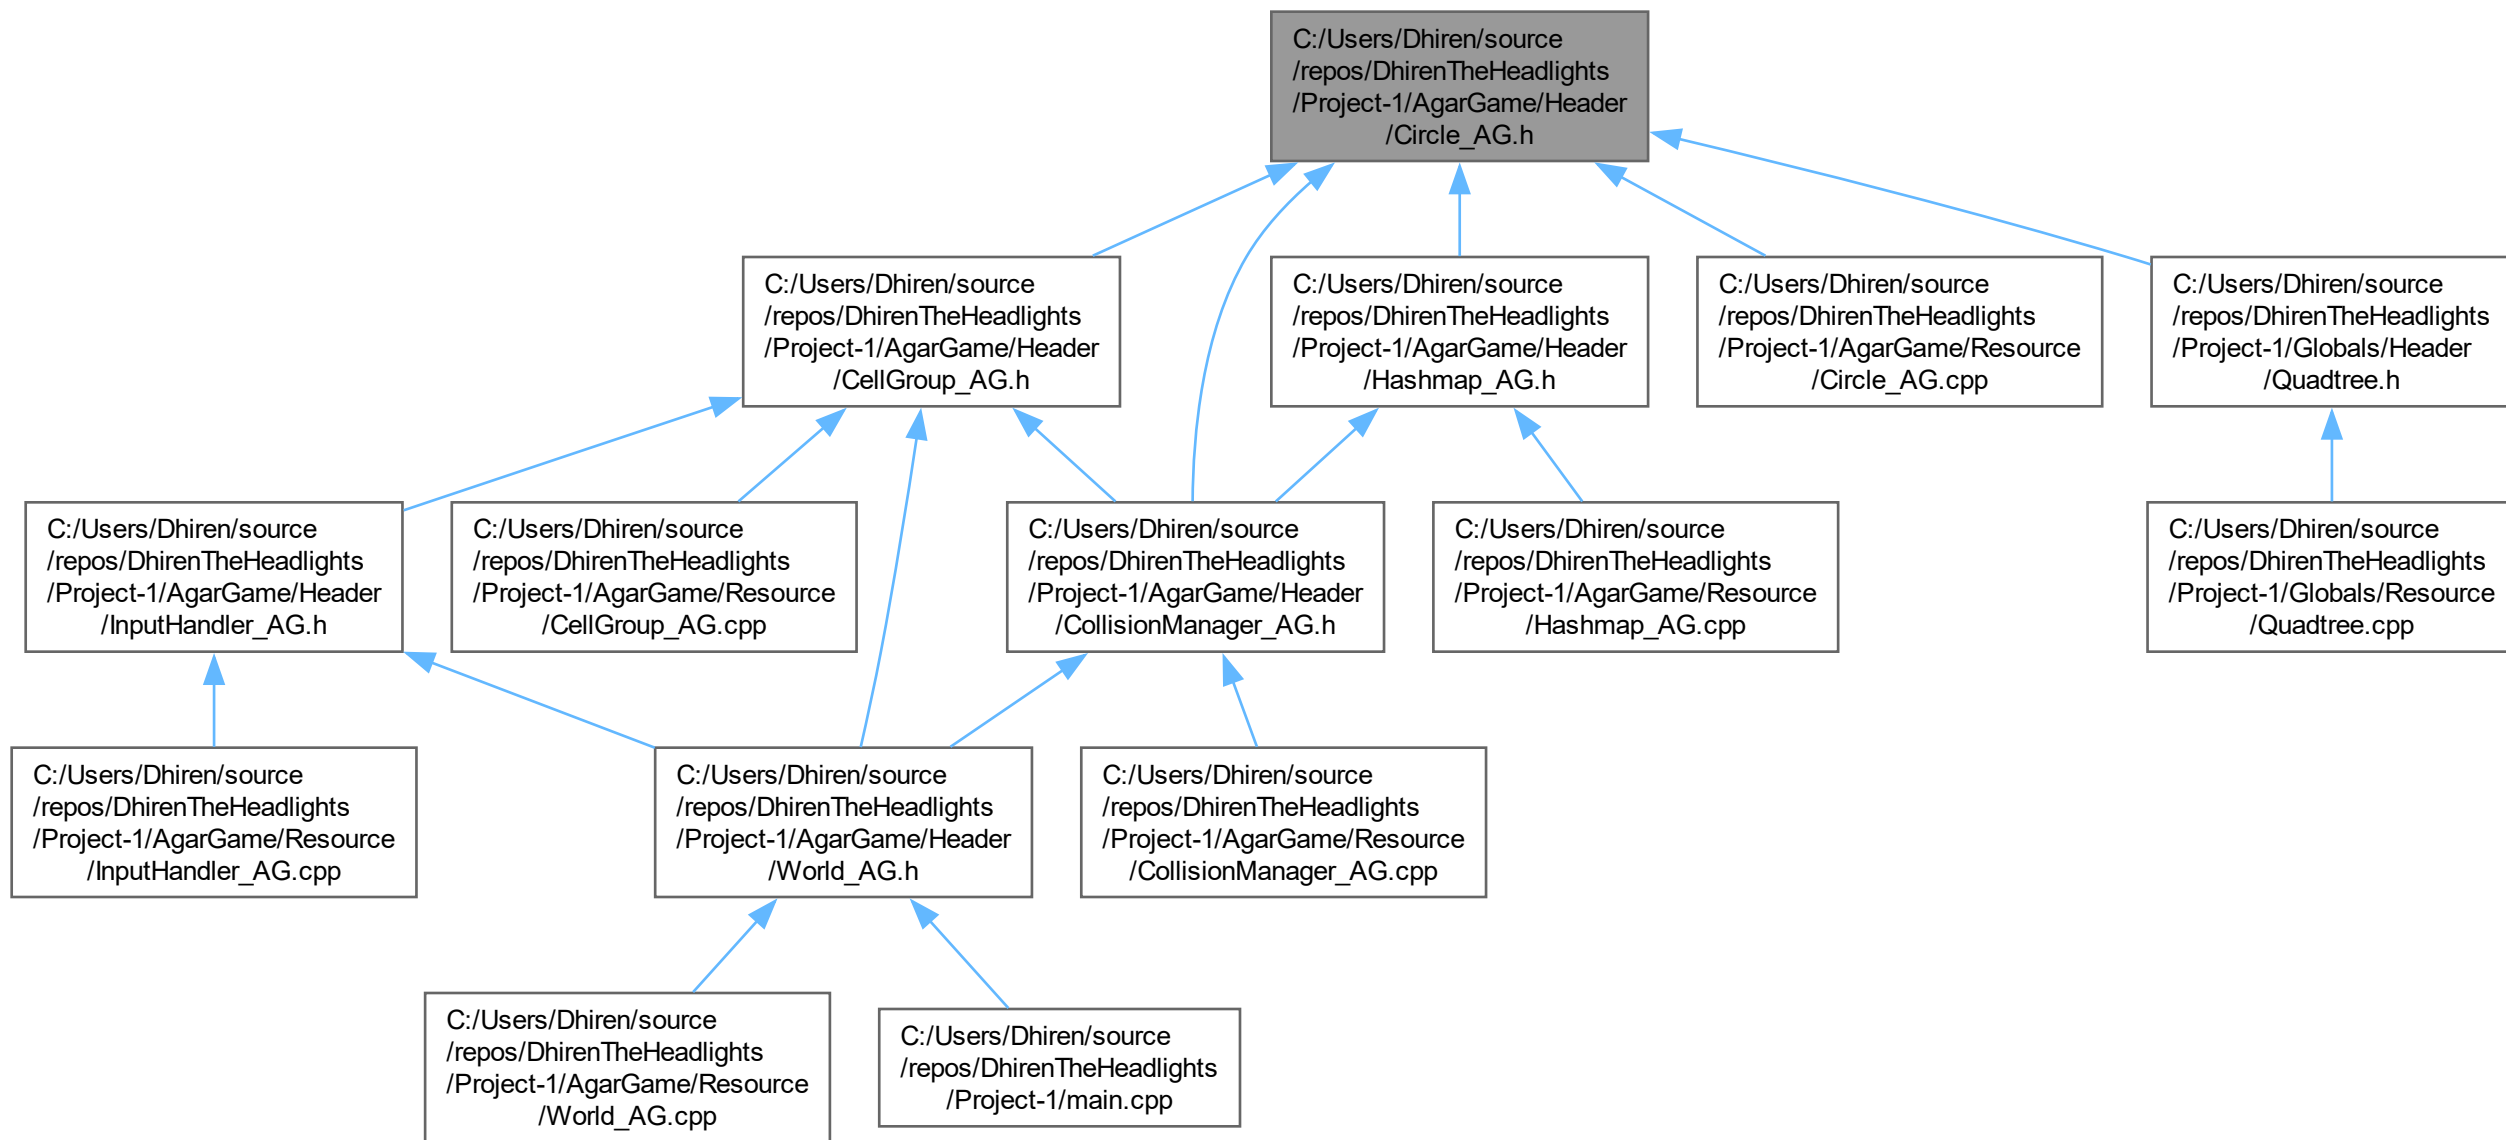 C:/Users/Dhiren/source
/repos/DhirenTheHeadlights
/Project-1/AgarGame/Header
/Circle_AG.h
C:/Users/Dhiren/source
/repos/DhirenTheHeadlights
/Project-1/AgarGame/Header
/CellGroup_AG.h
C:/Users/Dhiren/source
/repos/DhirenTheHeadlights
/Project-1/AgarGame/Header
/Hashmap_AG.h
C:/Users/Dhiren/source
/repos/DhirenTheHeadlights
/Project-1/AgarGame/Resource
/Circle_AG.cpp
C:/Users/Dhiren/source
/repos/DhirenTheHeadlights
/Project-1/Globals/Header
/Quadtree.h
C:/Users/Dhiren/source
/repos/DhirenTheHeadlights
/Project-1/AgarGame/Header
/InputHandler_AG.h
C:/Users/Dhiren/source
/repos/DhirenTheHeadlights
/Project-1/AgarGame/Resource
/CellGroup_AG.cpp
C:/Users/Dhiren/source
/repos/DhirenTheHeadlights
/Project-1/AgarGame/Header
/CollisionManager_AG.h
C:/Users/Dhiren/source
/repos/DhirenTheHeadlights
/Project-1/AgarGame/Resource
/Hashmap_AG.cpp
C:/Users/Dhiren/source
/repos/DhirenTheHeadlights
/Project-1/Globals/Resource
/Quadtree.cpp
C:/Users/Dhiren/source
/repos/DhirenTheHeadlights
/Project-1/AgarGame/Resource
/InputHandler_AG.cpp
C:/Users/Dhiren/source
/repos/DhirenTheHeadlights
/Project-1/AgarGame/Header
/World_AG.h
C:/Users/Dhiren/source
/repos/DhirenTheHeadlights
/Project-1/AgarGame/Resource
/CollisionManager_AG.cpp
C:/Users/Dhiren/source
/repos/DhirenTheHeadlights
/Project-1/AgarGame/Resource
/World_AG.cpp
C:/Users/Dhiren/source
/repos/DhirenTheHeadlights
/Project-1/main.cpp